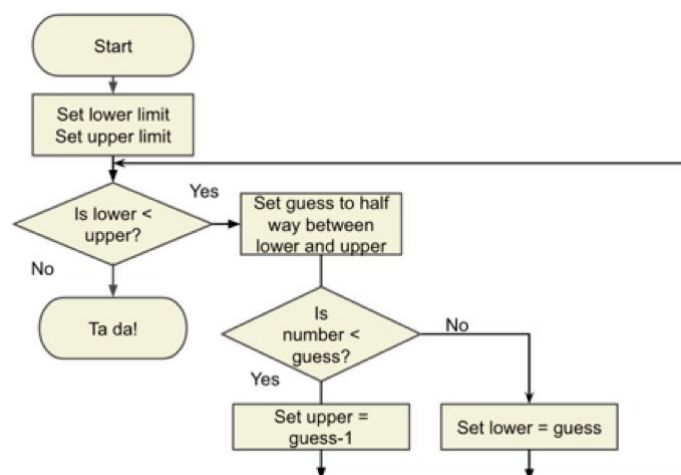 Start
Set lower limit
Set upper limit
Is lower <
upper?
Yes
No
Set guess to half
way between
lower and upper
Ta da!
Is
number <
guess?
Yes
No
Set upper =
guess-1
Set lower = guess